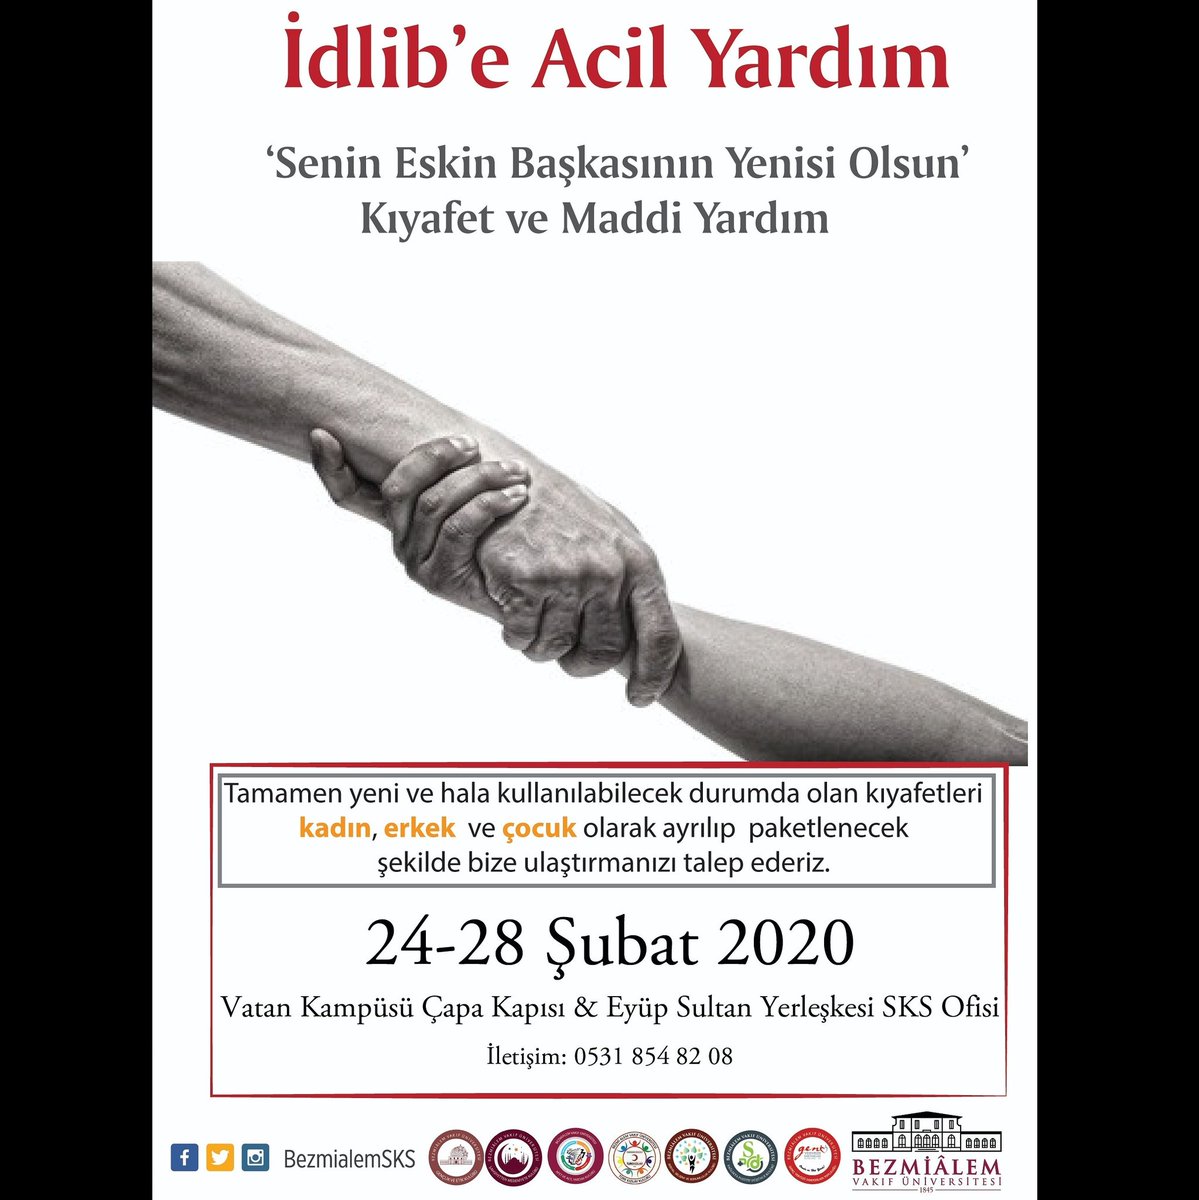 İdlib’e Acil Yardım
‘Senin Eskin Başkasının Yenisi Olsun’
Kıyafet ve Maddi Yardım
Tamamen yeni ve hala kullanılabilecek durumda olan kıyafetleri
kadın, erkek ve çocuk olarak ayrılıp paketlenecek
şekilde bize ulaştırmanızı talep ederiz.
24-28 Şubat 2020
Vatan Kampüsü Çapa Kapısı & Eyüp Sultan Yerleşkesi SKS Ofisi
İletişim: 0531 854 82 08
BezmialemSKS
genk
BEZMİÂLEM
VAKIF ÜNİVERSİTESİ
1845